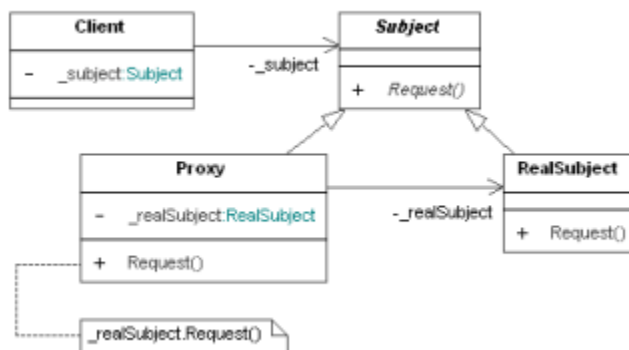 Client
- _subject:Subject
Subject
+ Request()
-_subject
Proxy
- _realSubject:RealSubject
+ Request()
RealSubject
+ Request()
-_realSubject
_realSubject.Request()